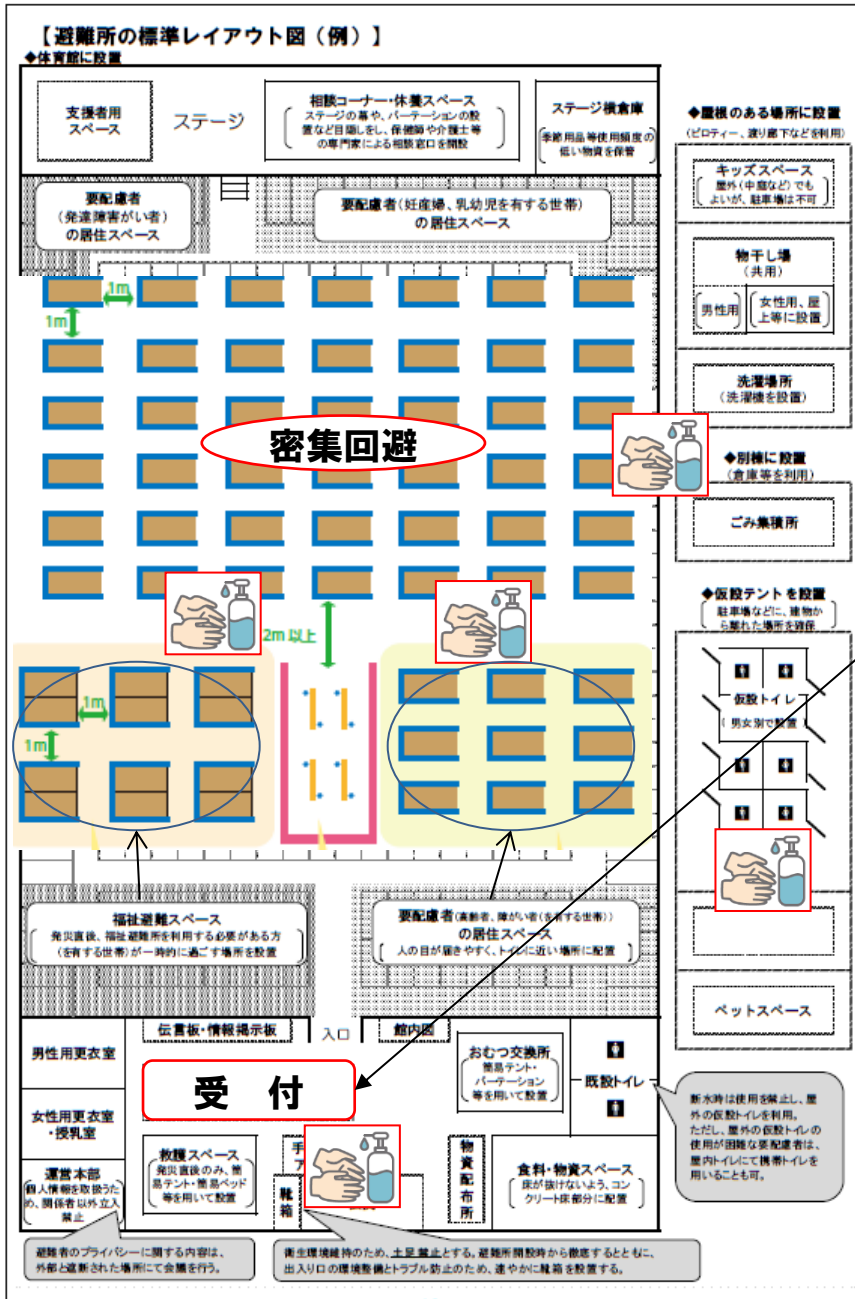 【避難所の標準レイアウト図（例）】
◆体育館に設置
支援者用
スペース
ステージ
相談コーナー・休養スペース
ステージの幕や、パーテーションの設
置など目隠しをし、保健師や介護士等
の専門家による相談窓口を開設
ステージ横倉庫
季節用品等使用頻度の
低い物資を保管
要配慮者
(発達障害がい者)
の居住スペース
要配慮者(妊産婦、乳幼児を有する世帯)
の居住スペース
1m
1m
密集回避
2m以上
1m
1m
福祉避難スペース
発災直後、福祉避難所を利用する必要がある方
(を有する世帯)が一時的に過ごす場所を設置
要配慮者(高齢者、障がい者(を有する世帯))
の居住スペース
人の目が届きやすく、トイレに近い場所に配置
伝言板・情報掲示板
入口
館内図
男性用更衣室
女性用更衣室
・授乳室
運営本部
個人情報を取扱うた
め、関係者以外立入
禁止
受 付
おむつ交換所
簡易テント・
パーテーション
等を用いて設置
既設トイレ
救護スペース
発災直後のみ、簡
易テント・簡易ベッド
等を用いて設置
手
ア
靴箱
物資配布所
食料・物資スペース
床が抜けないよう、コン
クリート床部分に配置
避難者のプライバシーに関する内容は、
外部と遮断された場所にて会議を行う。
衛生環境維持のため、土足禁止とする。避難所開設時から徹底するとともに、
出入り口の環境整備とトラブル防止のため、速やかに靴箱を設置する。
◆屋根のある場所に設置
(ピロティー、渡り廊下などを利用)
キッズスペース
屋外(中庭など)でも
よいが、駐車場は不可
物干し場
(共用)
男性用
女性用、屋
上等に設置
洗濯場所
(洗濯機を設置)
◆別棟に設置
(倉庫等を利用)
ごみ集積所
◆仮設テントを設置
駐車場などに、建物か
ら離れた場所を確保
仮設トイレ
(男女別で設置)
ペットスペース
断水時は使用を禁止し、屋
外の仮設トイレを利用。
ただし、屋外の仮設トイレの
使用が困難な要配慮者は、
屋内トイレにて携帯トイレを
用いることも可。